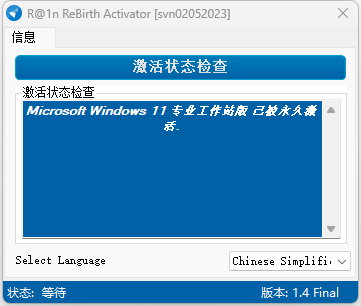 R@1n ReBirth Activator [svn02052023]
信息
激活状态检查
激活状态检查
Microsoft Windows 11 专业工作站版 已被永久激
活.
Select Language
Chinese Simplifi
状态: 等待
版本: 1.4 Final